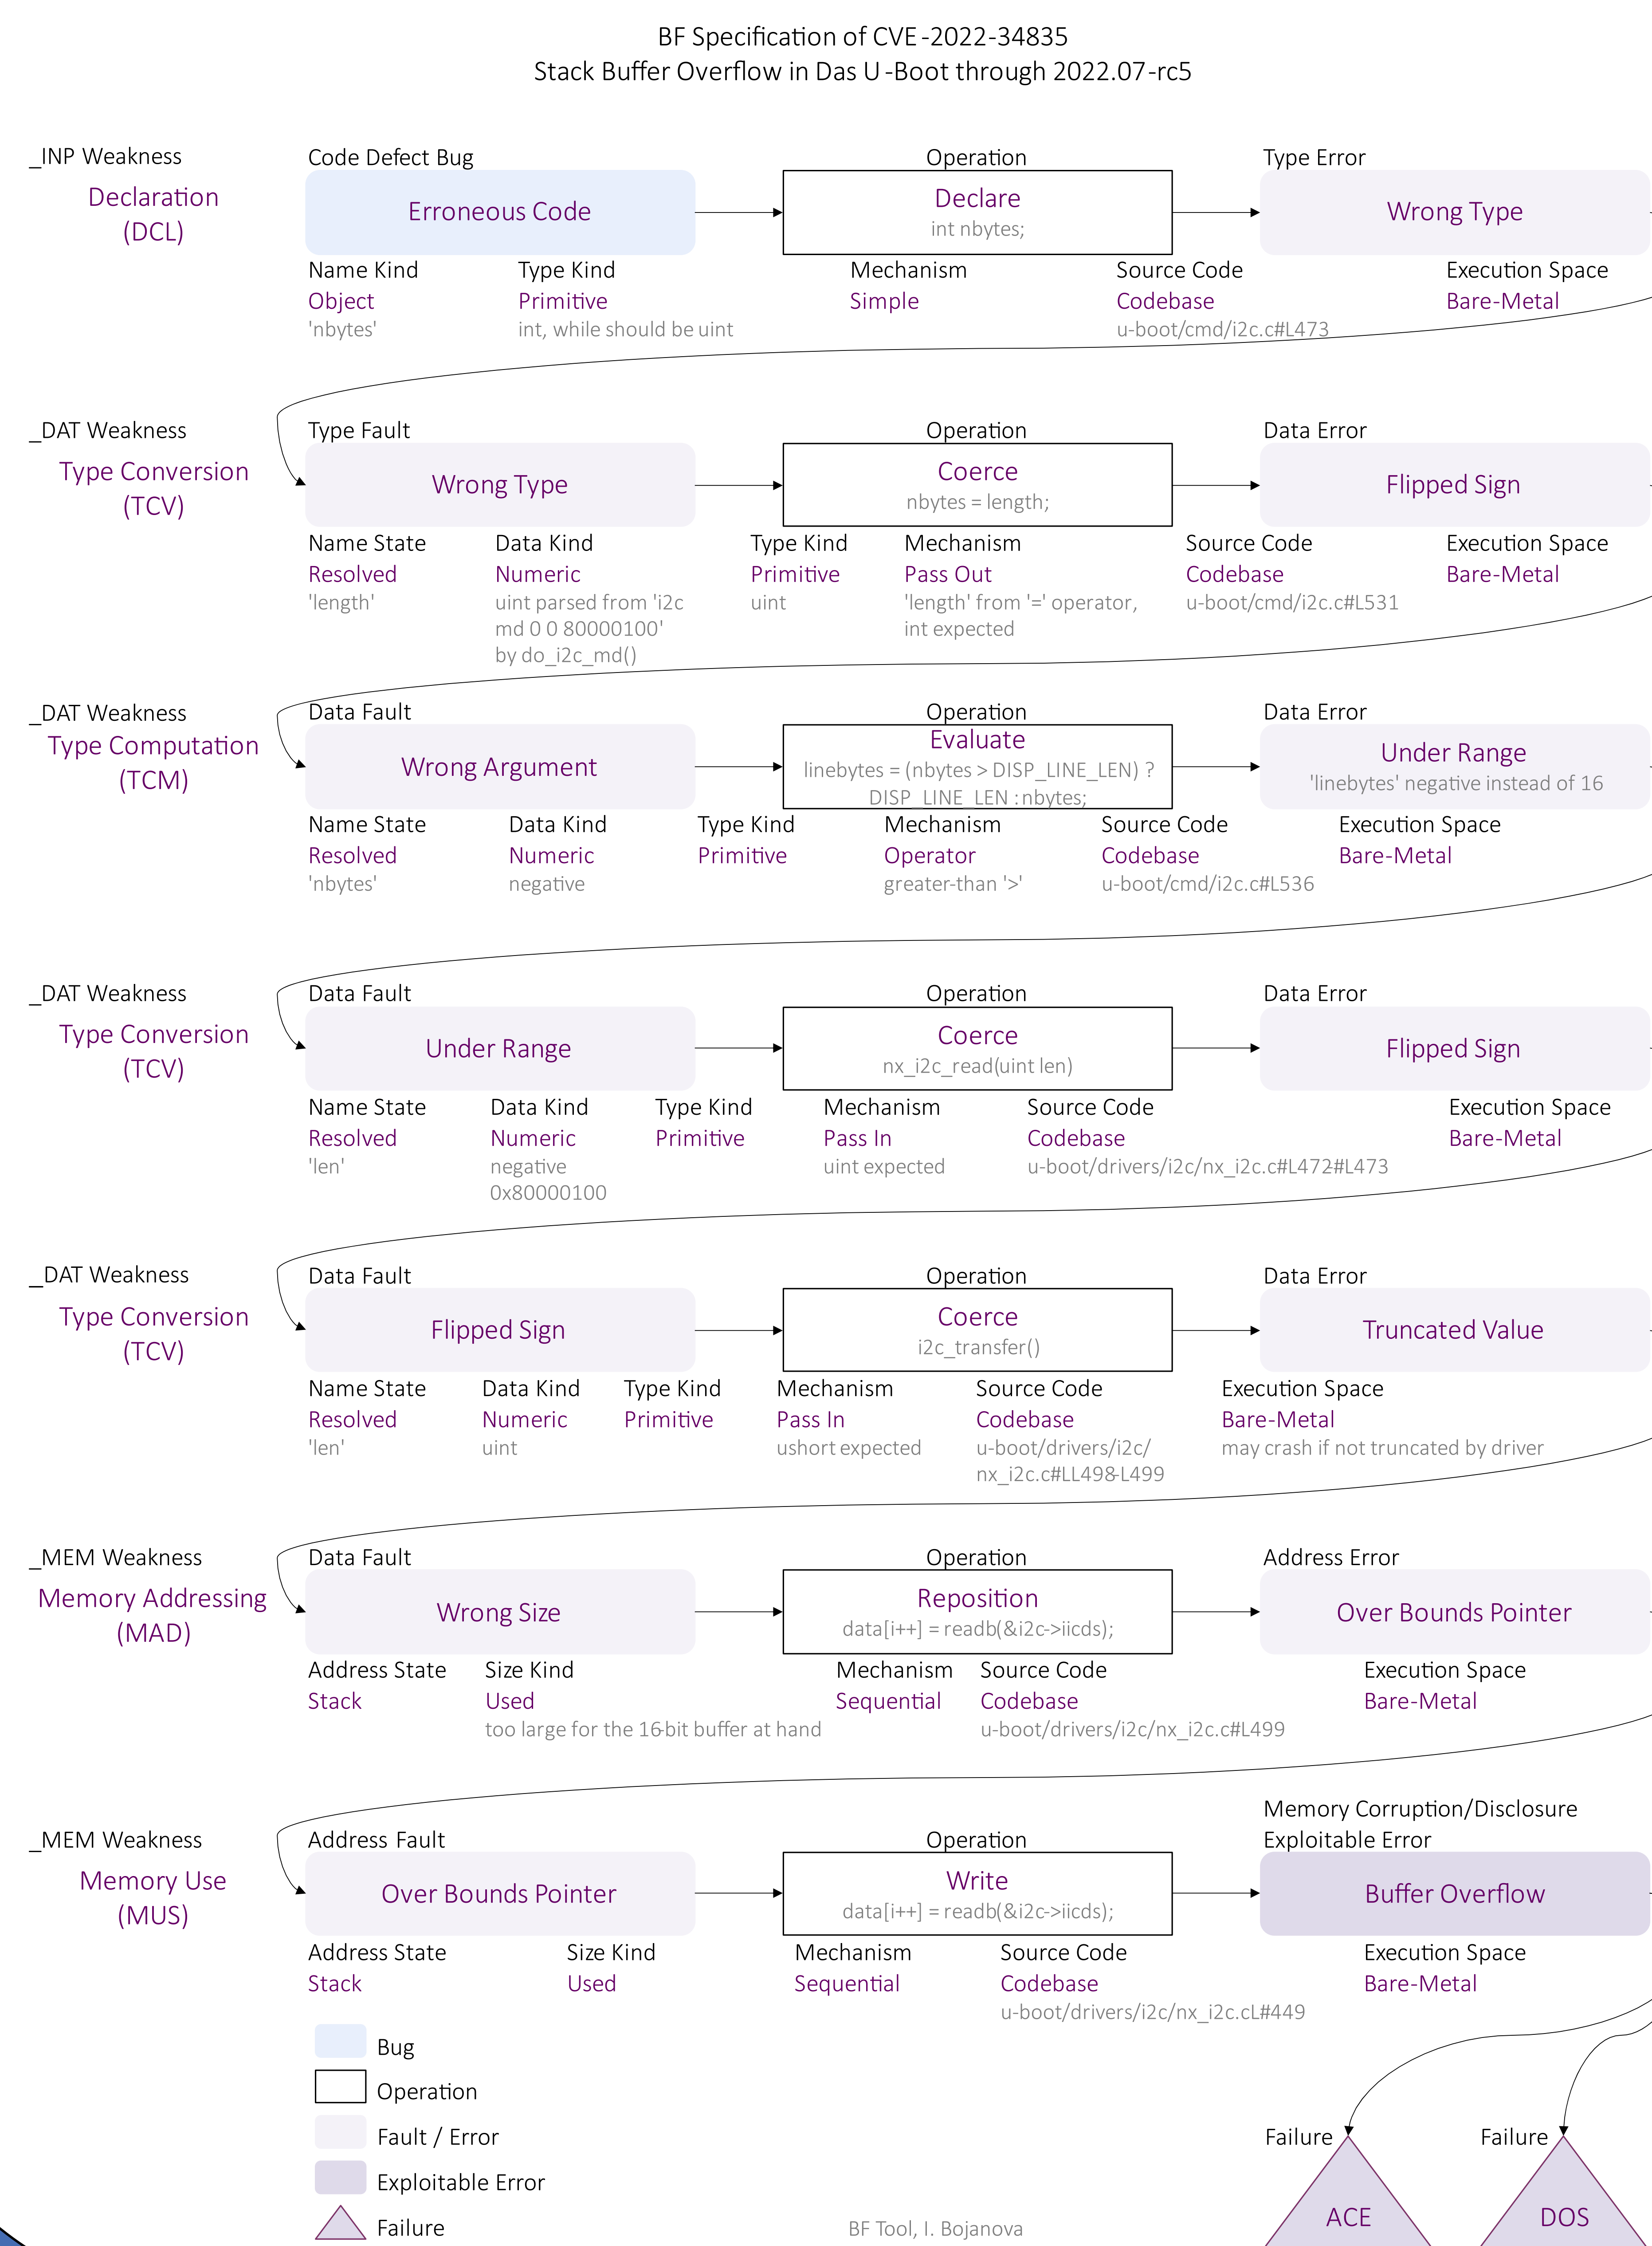 BF Specification of CVE-2022-34835
Stack Buffer Overflow in Das U-Boot through 2022.07-rc5
_INP Weakness
Declaration
(DCL)
Code Defect Bug
Erroneous Code
Operation
Declare
int nbytes;
Type Error
Wrong Type
Name Kind
Object
'nbytes'
Type Kind
Primitive
int, while should be uint
Mechanism
Simple
Source Code
Codebase
u-boot/cmd/i2c.c#L473
Execution Space
Bare-Metal
_DAT Weakness
Type Conversion
(TCV)
Type Fault
Wrong Type
Operation
Coerce
nbytes = length;
Data Error
Flipped Sign
Name State
Resolved
'length'
Data Kind
Numeric
uint parsed from 'i2c
md 0 0 80000100'
by do_i2c_md()
Type Kind
Primitive
uint
Mechanism
Pass Out
'length' from '=' operator,
int expected
Source Code
Codebase
u-boot/cmd/i2c.c#L531
Execution Space
Bare-Metal
_DAT Weakness
Type Computation
(TCM)
Data Fault
Wrong Argument
Operation
Evaluate
linebytes = (nbytes > DISP_LINE_LEN) ?
DISP_LINE_LEN : nbytes;
Data Error
Under Range
'linebytes' negative instead of 16
Name State
Resolved
'nbytes'
Data Kind
Numeric
negative
Type Kind
Primitive
Mechanism
Operator
greater-than '>'
Source Code
Codebase
u-boot/cmd/i2c.c#L536
Execution Space
Bare-Metal
_DAT Weakness
Type Conversion
(TCV)
Data Fault
Under Range
Operation
Coerce
nx_i2c_read(uint len)
Data Error
Flipped Sign
Name State
Resolved
'len'
Data Kind
Numeric
negative
0x80000100
Type Kind
Primitive
Mechanism
Pass In
uint expected
Source Code
Codebase
u-boot/drivers/i2c/nx_i2c.c#L472-#L473
Execution Space
Bare-Metal
_DAT Weakness
Type Conversion
(TCV)
Data Fault
Flipped Sign
Operation
Coerce
i2c_transfer()
Data Error
Truncated Value
Name State
Resolved
'len'
Data Kind
Numeric
uint
Type Kind
Primitive
Mechanism
Pass In
ushort expected
Source Code
Codebase
u-boot/drivers/i2c/
nx_i2c.c#LL498-L499
Execution Space
Bare-Metal
may crash if not truncated by driver
_MEM Weakness
Memory Addressing
(MAD)
Data Fault
Wrong Size
Operation
Reposition
data[i++] = readb(&i2c->iicds);
Address Error
Over Bounds Pointer
Address State
Stack
Size Kind
Used
too large for the 16-bit buffer at hand
Mechanism
Sequential
Source Code
Codebase
u-boot/drivers/i2c/nx_i2c.c#L499
Execution Space
Bare-Metal
_MEM Weakness
Memory Use
(MUS)
Address Fault
Over Bounds Pointer
Operation
Write
data[i++] = readb(&i2c->iicds);
Memory Corruption/Disclosure
Exploitable Error
Buffer Overflow
Address State
Stack
Size Kind
Used
Mechanism
Sequential
Source Code
Codebase
u-boot/drivers/i2c/nx_i2c.cL#449
Execution Space
Bare-Metal
Bug
Operation
Fault / Error
Exploitable Error
Failure
Failure
ACE
Failure
DOS
BF Tool, I. Bojanova